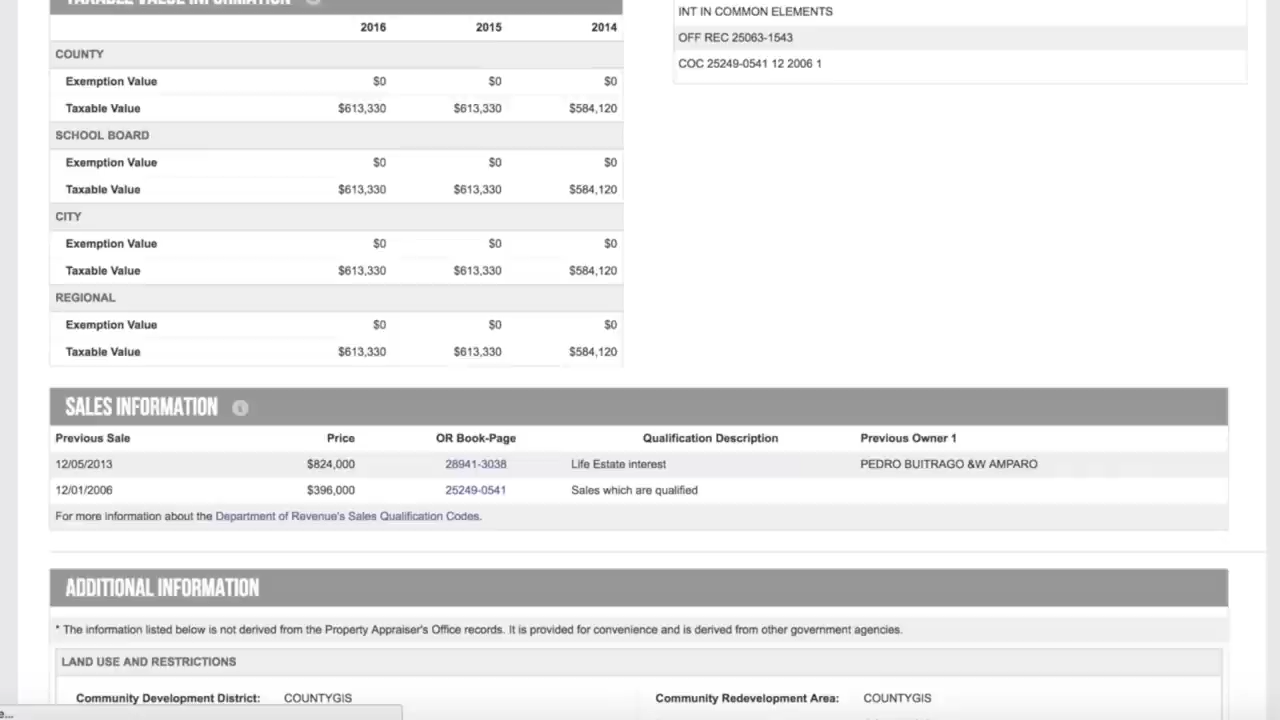 TAXABLE VALUE INFORMATION
2016 2015 2014
COUNTY
Exemption Value $0 $0 $0
Taxable Value $613,330 $613,330 $584,120
SCHOOL BOARD
Exemption Value $0 $0 $0
Taxable Value $613,330 $613,330 $584,120
CITY
Exemption Value $0 $0 $0
Taxable Value $613,330 $613,330 $584,120
REGIONAL
Exemption Value $0 $0 $0
Taxable Value $613,330 $613,330 $584,120
INT IN COMMON ELEMENTS
OFF REC 25063-1543
COC 25249-0541 12 2006 1
SALES INFORMATION
Previous Sale Price OR Book-Page Qualification Description Previous Owner 1
12/05/2013 $824,000 28941-3038 Life Estate interest PEDRO BUITRAGO &W AMPARO
12/01/2006 $396,000 25249-0541 Sales which are qualified
For more information about the Department of Revenue's Sales Qualification Codes.
ADDITIONAL INFORMATION
* The information listed below is not derived from the Property Appraiser's Office records. It is provided for convenience and is derived from other government agencies.
LAND USE AND RESTRICTIONS
Community Development District: COUNTYGIS Community Redevelopment Area: COUNTYGIS